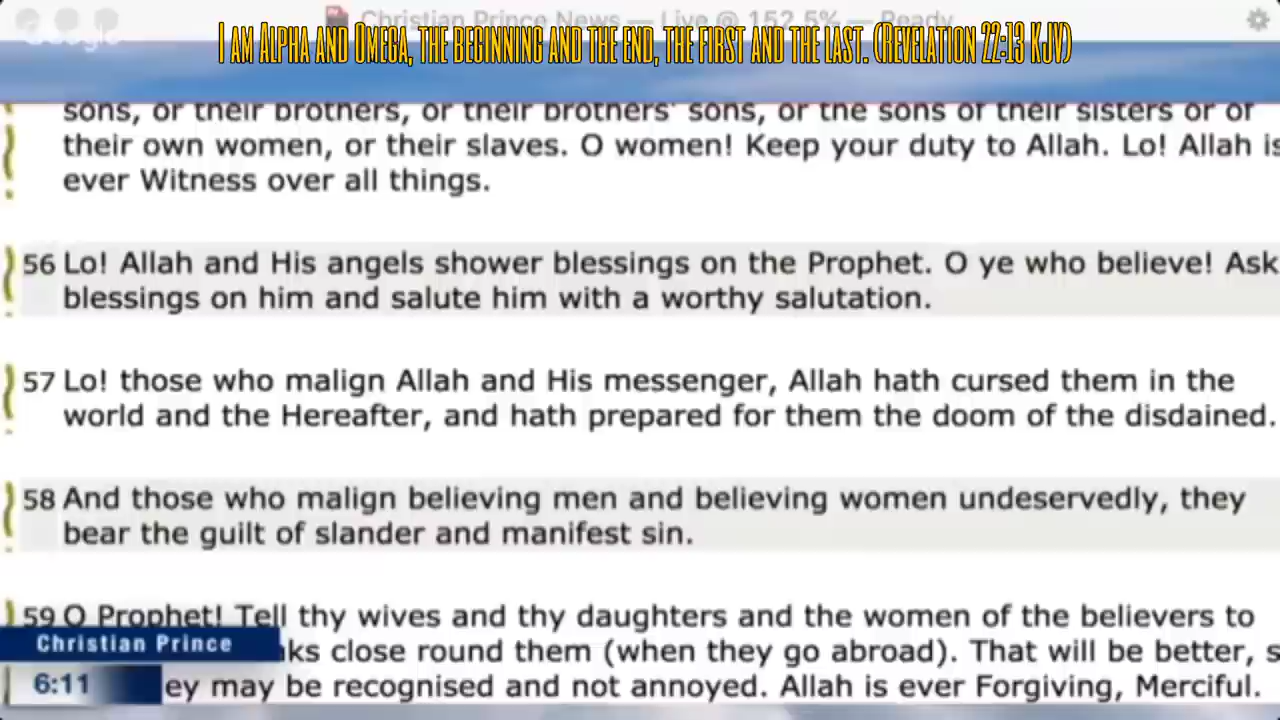 Christian Prince News — Live @ 152.5% — Ready
Google
I AM ALPHA AND OMEGA, THE BEGINNING AND THE END, THE FIRST AND THE LAST. (REVELATION 22:13 KJV)
sons, or their brothers, or their brothers' sons, or the sons of their sisters or of
their own women, or their slaves. O women! Keep your duty to Allah. Lo! Allah is
ever Witness over all things.
56 Lo! Allah and His angels shower blessings on the Prophet. O ye who believe! Ask
blessings on him and salute him with a worthy salutation.
57 Lo! those who malign Allah and His messenger, Allah hath cursed them in the
world and the Hereafter, and hath prepared for them the doom of the disdained.
58 And those who malign believing men and believing women undeservedly, they
bear the guilt of slander and manifest sin.
59 O Prophet! Tell thy wives and thy daughters and the women of the believers to
ks close round them (when they go abroad). That will be better, s
ey may be recognised and not annoyed. Allah is ever Forgiving, Merciful.
Christian Prince
6:11